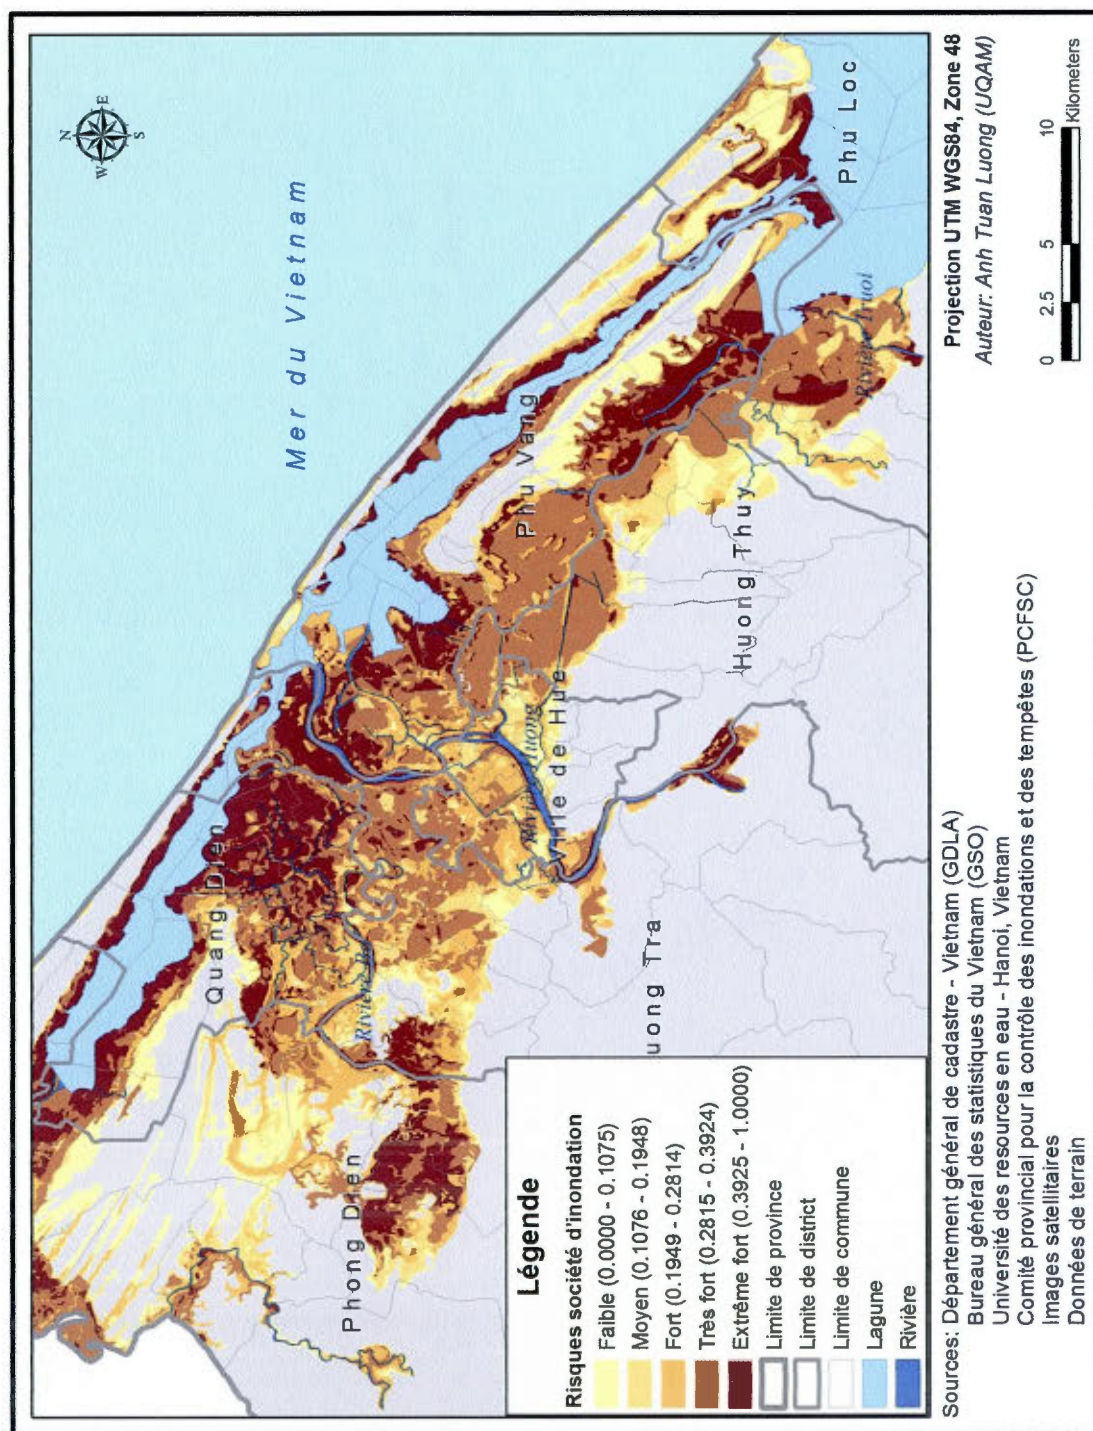 N
W
E
S
Mer du Vietnam
Phu Loc
Quang Dien
Phu Vang
Rivière Truoi
Huong Thuy
Ville de Hue
Phong Dien
uong Tra
Légende
Risques société d'inondation
Faible (0.0000 - 0.1075)
Moyen (0.1076 - 0.1948)
Fort (0.1949 - 0.2814)
Très fort (0.2815 - 0.3924)
Extrême fort (0.3925 - 1.0000)
Limite de province
Limite de district
Limite de commune
Lagune
Rivière
Projection UTM WGS84, Zone 48
Auteur: Anh Tuan Luong (UQAM)
0 2.5 5 10
Kilometers
Sources: Département général de cadastre - Vietnam (GDLA)
Bureau général des statistiques du Vietnam (GSO)
Université des resources en eau - Hanoi, Vietnam
Comité provincial pour la contrôle des inondations et des tempêtes (PCFSC)
Images satellitaires
Données de terrain